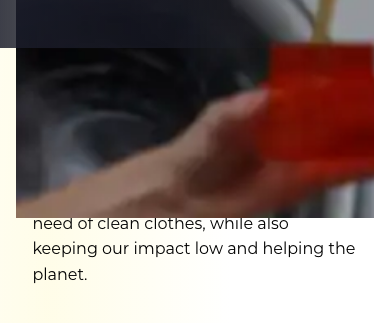 need of clean clothes, while also
keeping our impact low and helping the
planet.